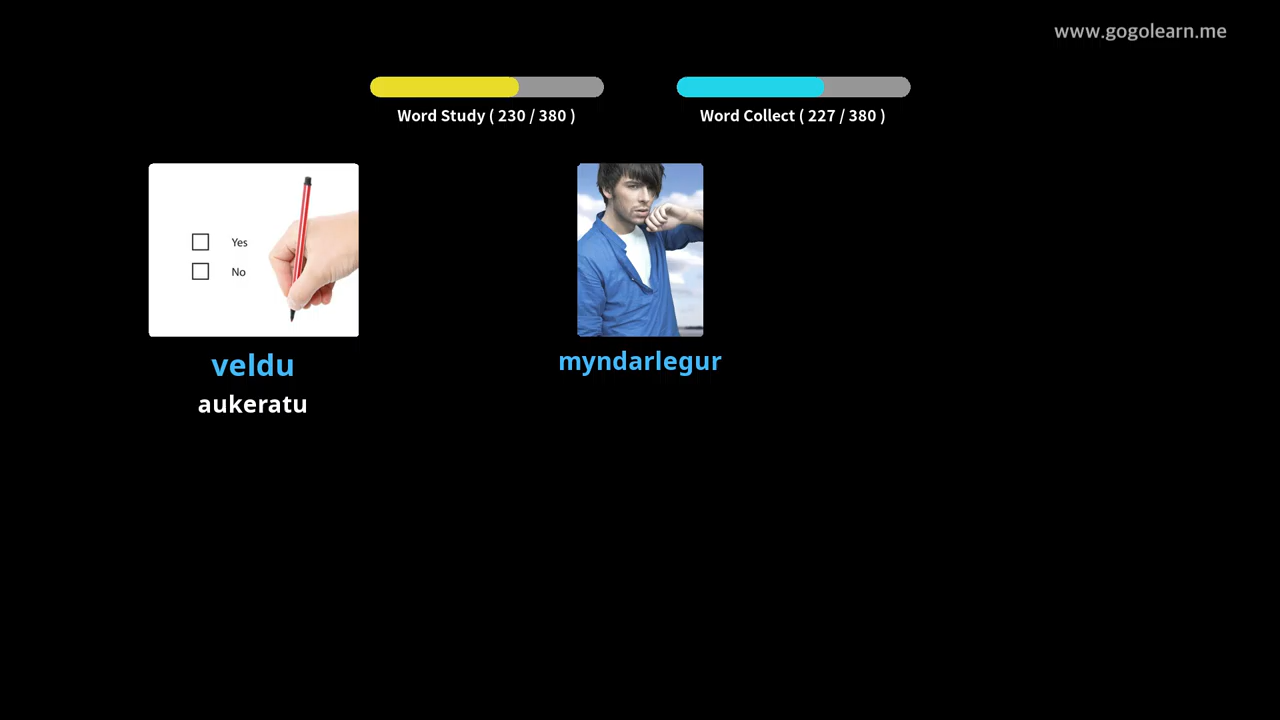 www.gogolearn.me
Word Study ( 230 / 380 )
Word Collect ( 227 / 380 )
Yes
No
veldu
aukeratu
myndarlegur